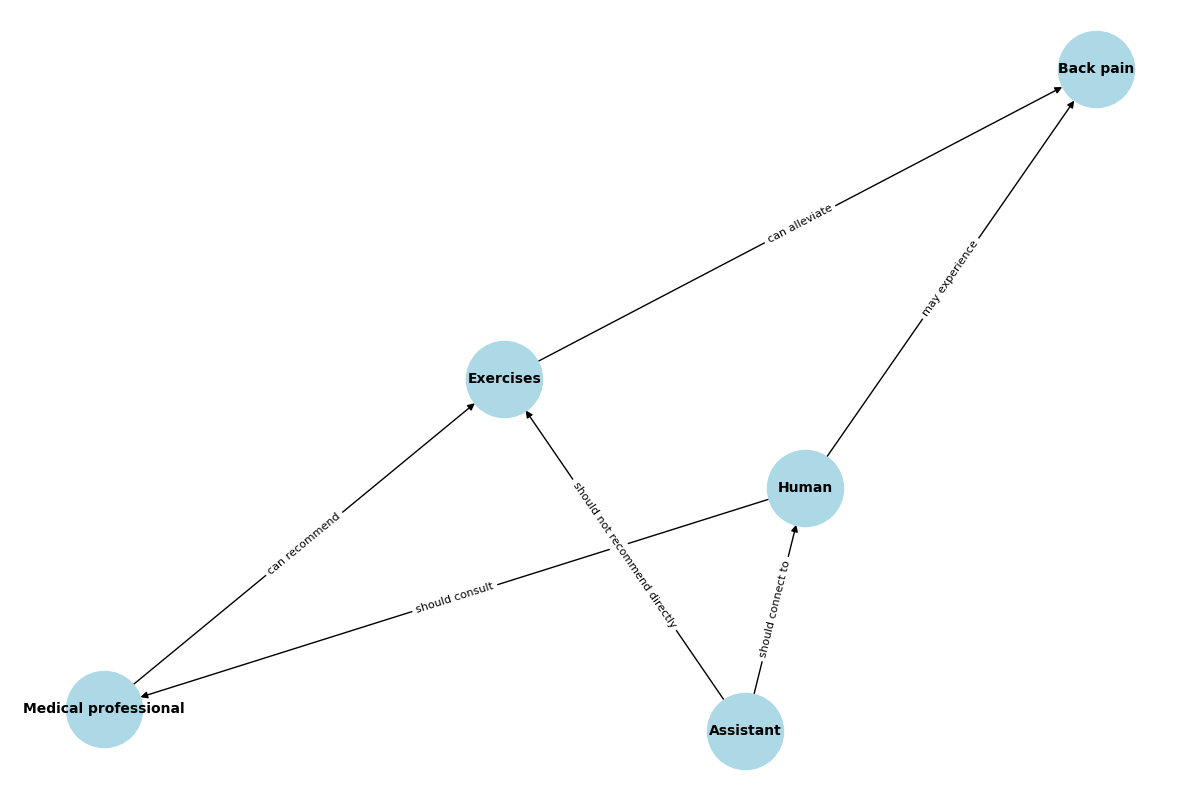 Back pain
can alleviate
may experience
Exercises
Human
should not recommend directly
can recommend
should consult
should connect to
Medical professional
Assistant